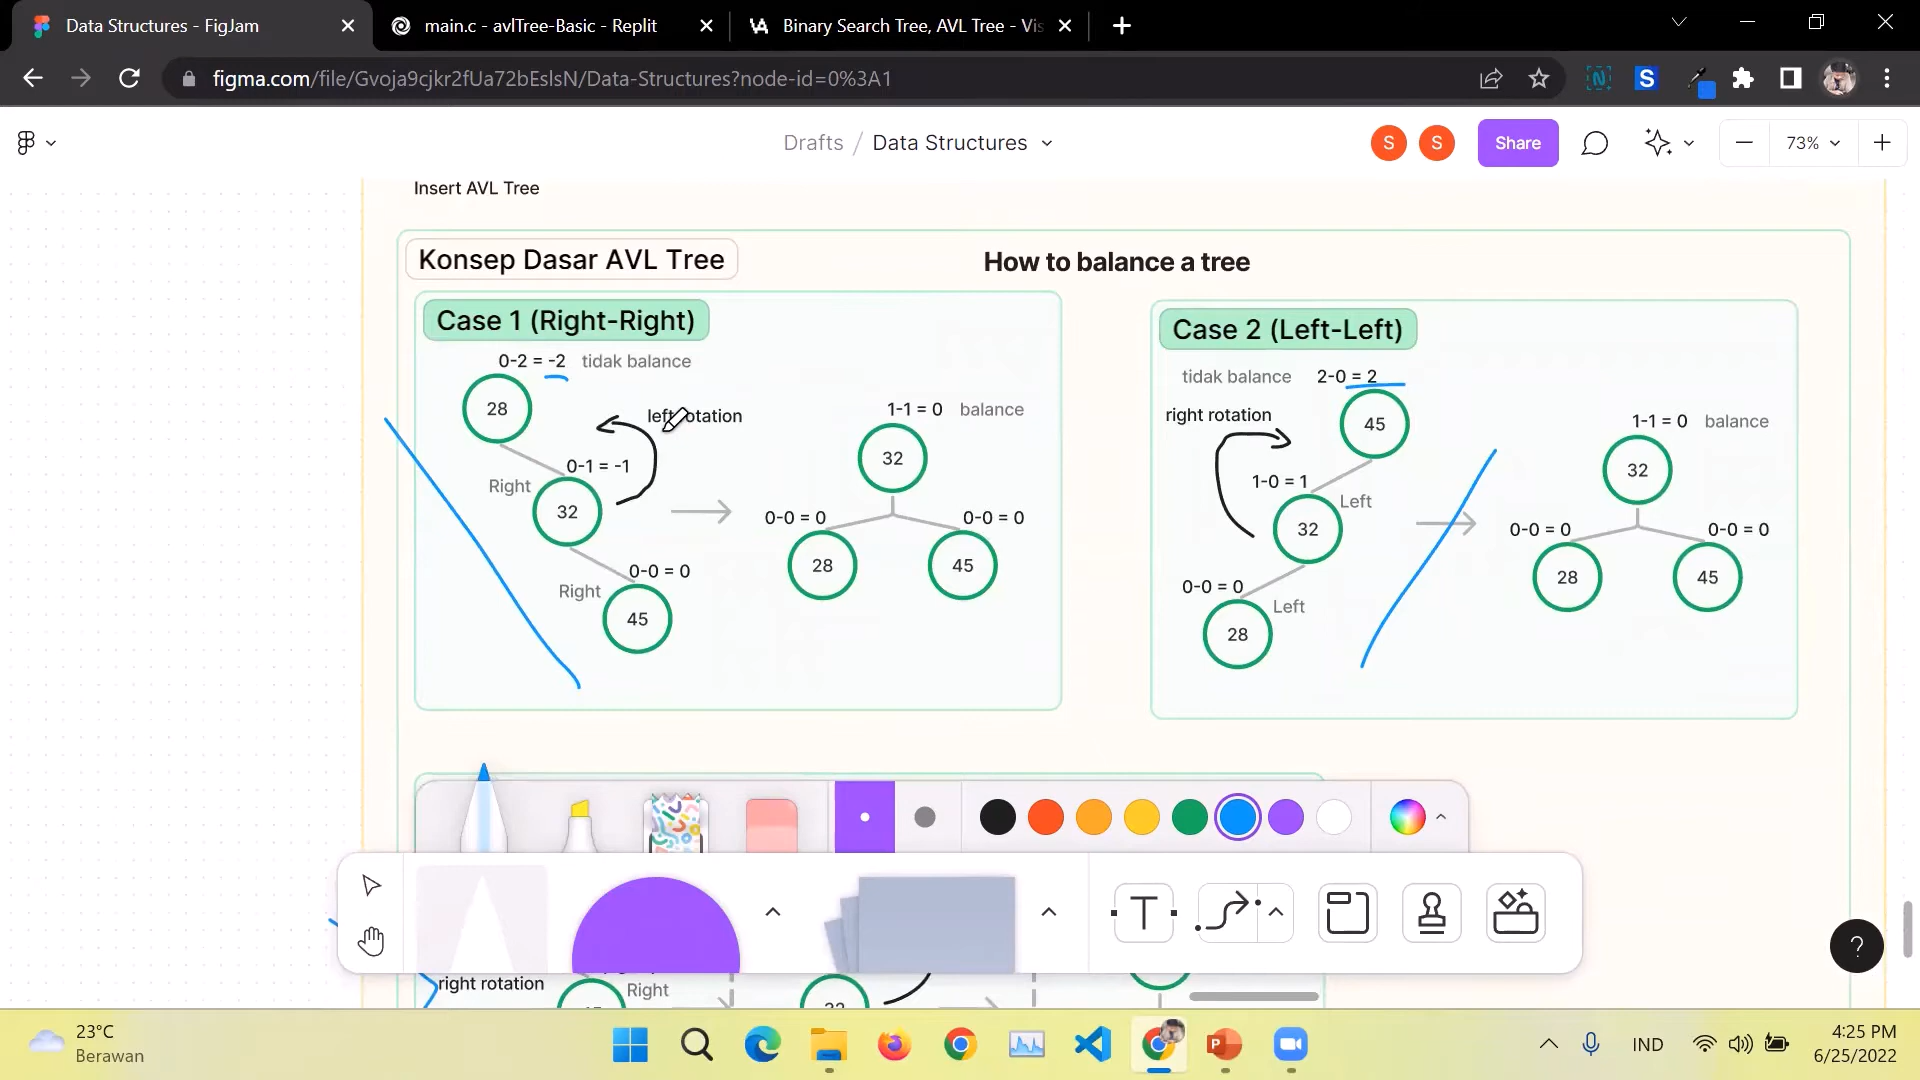 Data Structures - FigJam
main.c - avlTree-Basic - Replit
Binary Search Tree, AVL Tree - Vis
figma.com/file/Gvoja9cjkr2fUa72bEslsN/Data-Structures?node-id=0%3A1
Drafts / Data Structures
S
S
Share
73%
Insert AVL Tree
Konsep Dasar AVL Tree
How to balance a tree
Case 1 (Right-Right)
0-2 = -2 tidak balance
28
left rotation
0-1 = -1
Right
32
0-0 = 0
Right
45
1-1 = 0 balance
32
0-0 = 0
0-0 = 0
28
45
Case 2 (Left-Left)
tidak balance 2-0 = 2
right rotation
45
1-0 = 1
Left
32
0-0 = 0
Left
28
1-1 = 0 balance
32
0-0 = 0
0-0 = 0
28
45
T
?
right rotation
Right
23°C
Berawan
IND
4:25 PM
6/25/2022